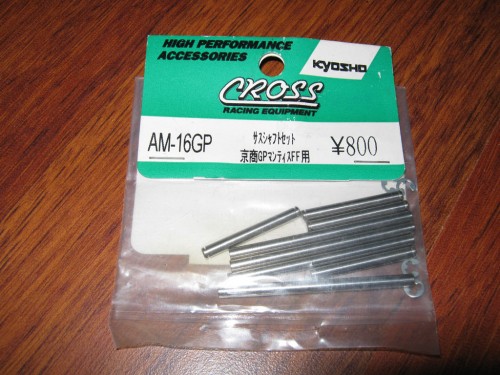 HIGH PERFORMANCE
ACCESSORIES
KYOSHO
CROSS
RACING EQUIPMENT
AM-16GP
サスシャフトセット
京商GPマンティスFF用
¥800